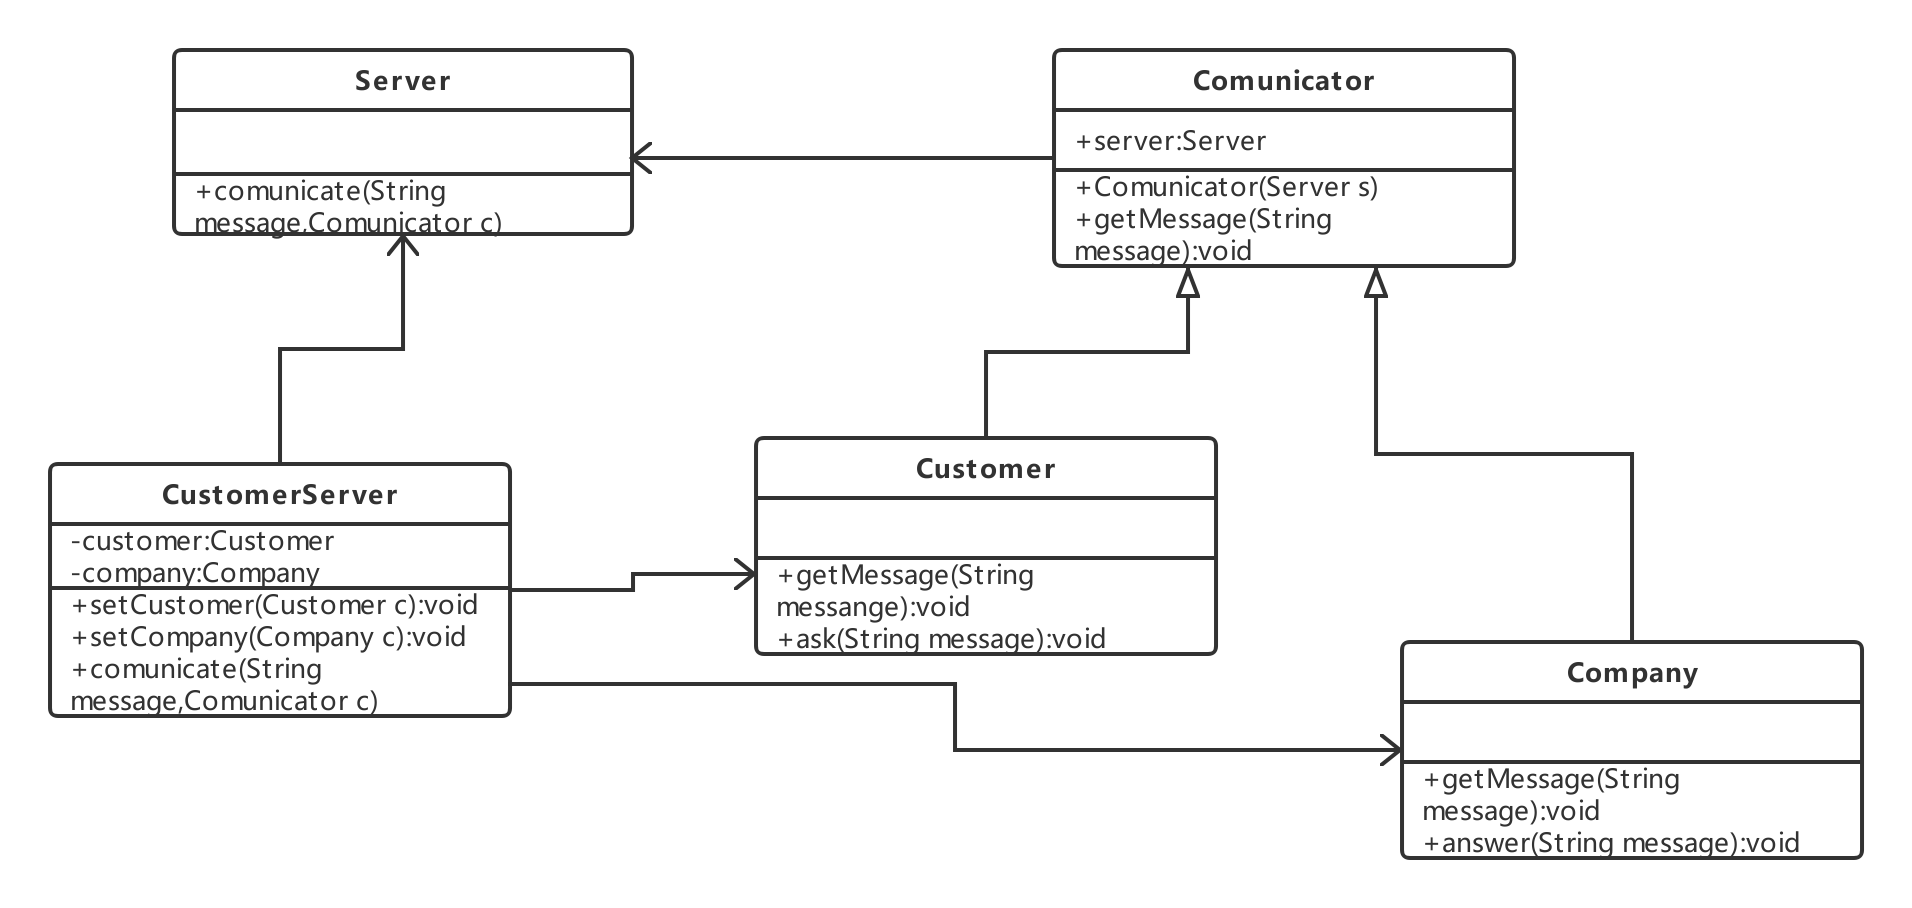 Server
+comunicate(String
message,Comunicator c)
Comunicator
+server:Server
+Comunicator(Server s)
+getMessage(String
message):void
CustomerServer
-customer:Customer
-company:Company
+setCustomer(Customer c):void
+setCompany(Company c):void
+comunicate(String
message,Comunicator c)
Customer
+getMessage(String
messange):void
+ask(String message):void
Company
+getMessage(String
message):void
+answer(String message):void